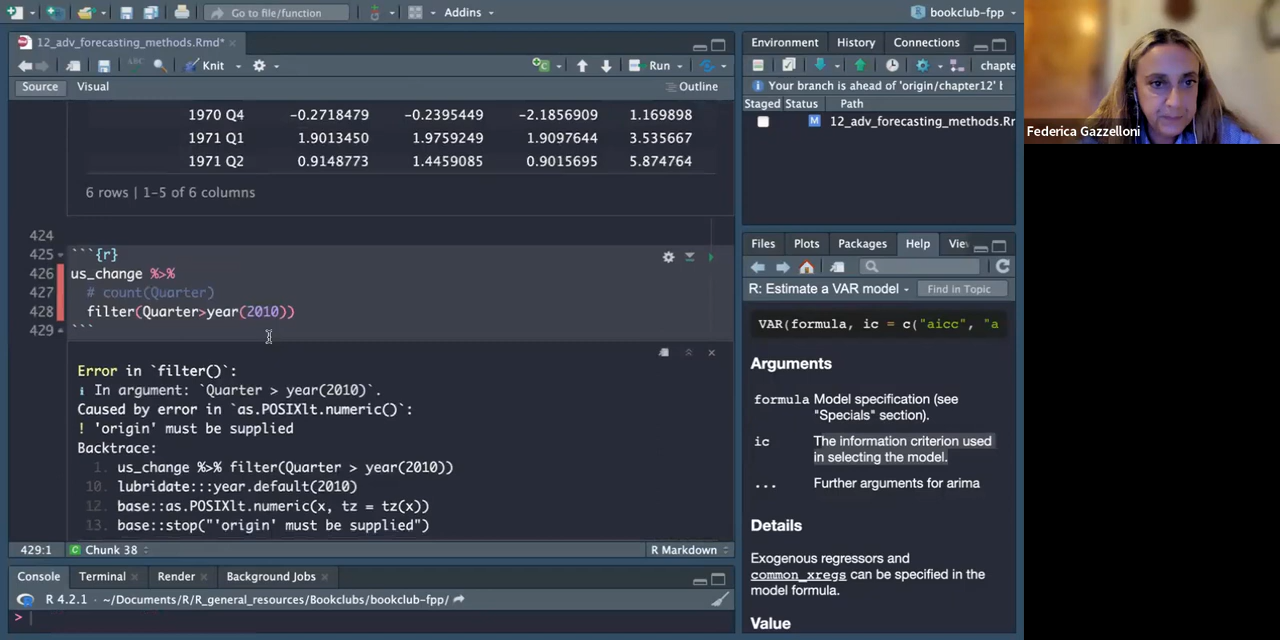 Go to file/function
Addins
bookclub-fpp
12_adv_forecasting_methods.Rmd*
ABC
Knit
Run
Source
Visual
Outline
1970 Q4 -0.2718479 -0.2395449 -2.1856909 1.169898
1971 Q1 1.9013450 1.9759249 1.9097644 3.535667
1971 Q2 0.9148773 1.4459085 0.9015695 5.874764
6 rows | 1-5 of 6 columns
424
425 ```{r}
426 us_change %>%
427 # count(Quarter)
428 filter(Quarter>year(2010))
429 ```
Error in `filter()`:
ℹ In argument: `Quarter > year(2010)`.
Caused by error in `as.POSIXlt.numeric()`:
! 'origin' must be supplied
Backtrace:
1. us_change %>% filter(Quarter > year(2010))
10. lubridate:::year.default(2010)
12. base::as.POSIXlt.numeric(x, tz = tz(x))
13. base::stop("'origin' must be supplied")
429:1
Chunk 38
R Markdown
Console
Terminal
Render
Background Jobs
R 4.2.1 · ~/Documents/R/R_general_resources/Bookclubs/bookclub-fpp/
>
Environment
History
Connections
chapte
Your branch is ahead of 'origin/chapter12' b
Staged Status Path
M 12_adv_forecasting_methods.Rr
Files
Plots
Packages
Help
Vie
R: Estimate a VAR model
Find in Topic
VAR(formula, ic = c("aicc", "a
Arguments
formula Model specification (see
"Specials" section).
ic The information criterion used
in selecting the model.
... Further arguments for arima
Details
Exogenous regressors and
common_xregs can be specified in the
model formula.
Value
Federica Gazzelloni